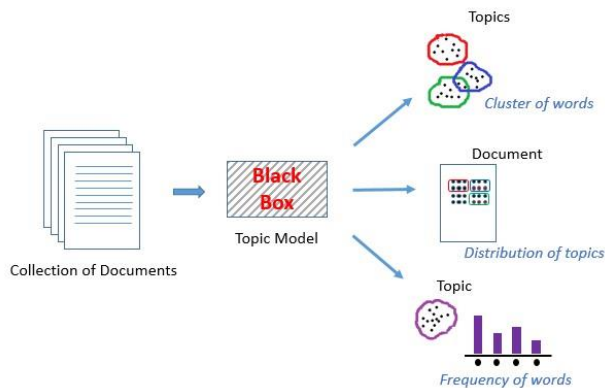 Topics
Cluster of words
Collection of Documents
Black
Box
Topic Model
Document
Distribution of topics
Topic
Frequency of words